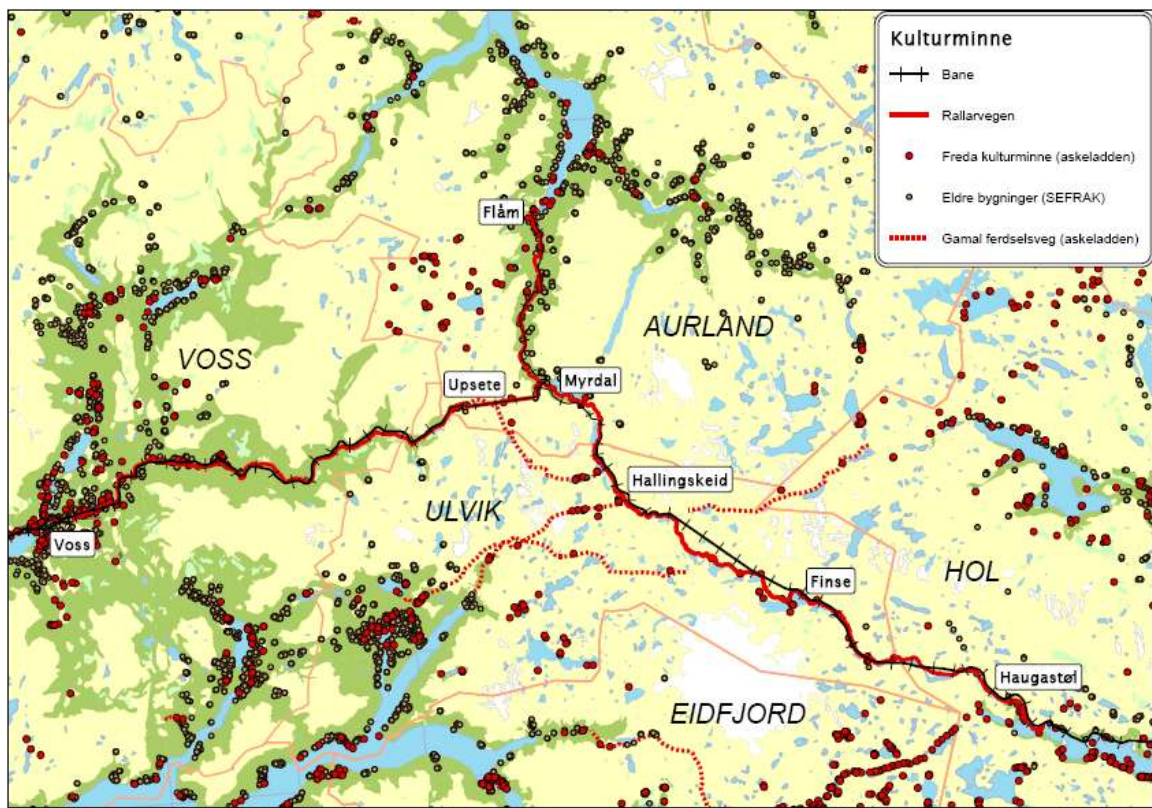 Kulturminne
Bane
Rallarvegen
Freda kulturminne (askeladden)
Eldre bygninger (SEFRAK)
Gamal ferdselsveg (askeladden)
Flåm
AURLAND
VOSS
Upsete
Myrdal
Hallingskeid
ULVIK
Voss
Finse
HOL
Haugastøl
EIDFJORD